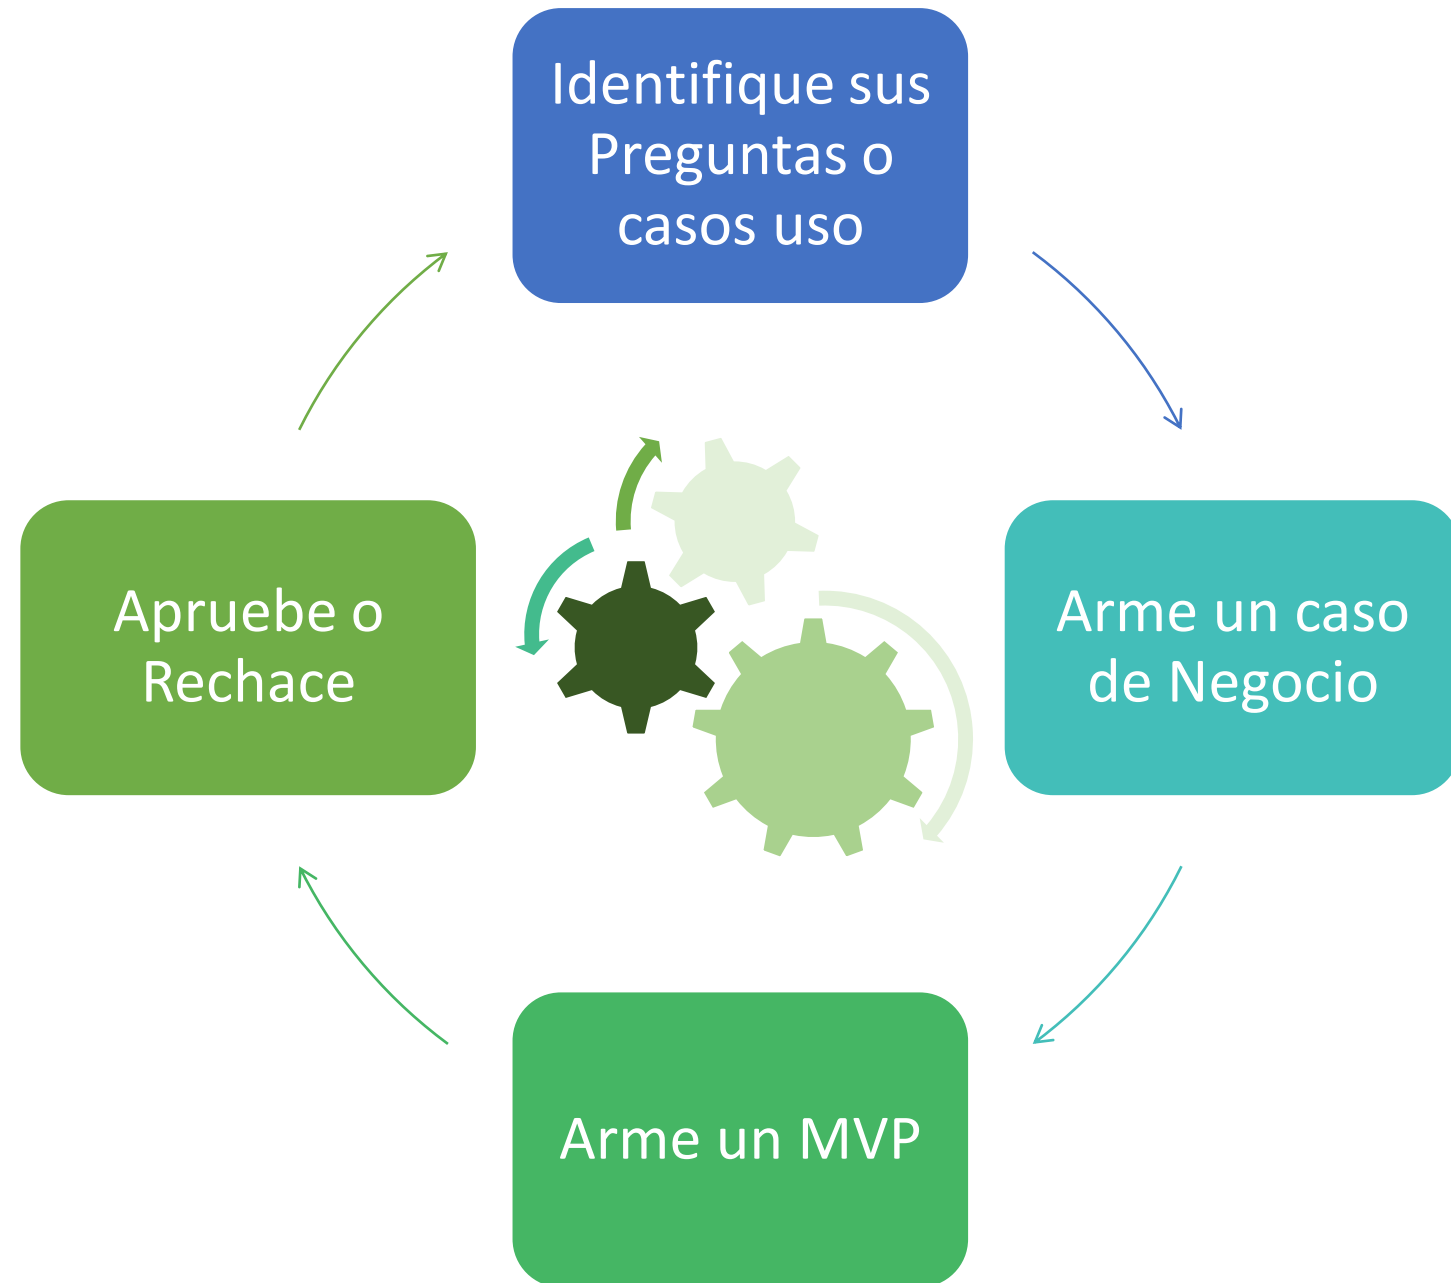 Identifique sus
Preguntas o
casos uso
Arme un caso
de Negocio
Arme un MVP
Apruebe o
Rechace